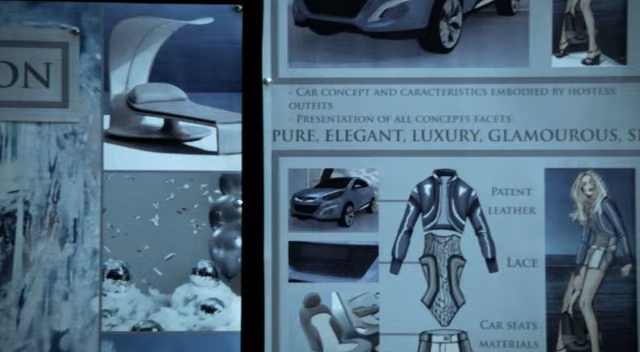 ON
- CAR CONCEPT AND CARACTERISTICS EMBODIED BY HOSTESS
OUTFITS
- PRESENTATION OF ALL CONCEPTS FACETS:
PURE, ELEGANT, LUXURY, GLAMOUROUS, S
PATENT
LEATHER
LACE
CAR SEATS
MATERIALS